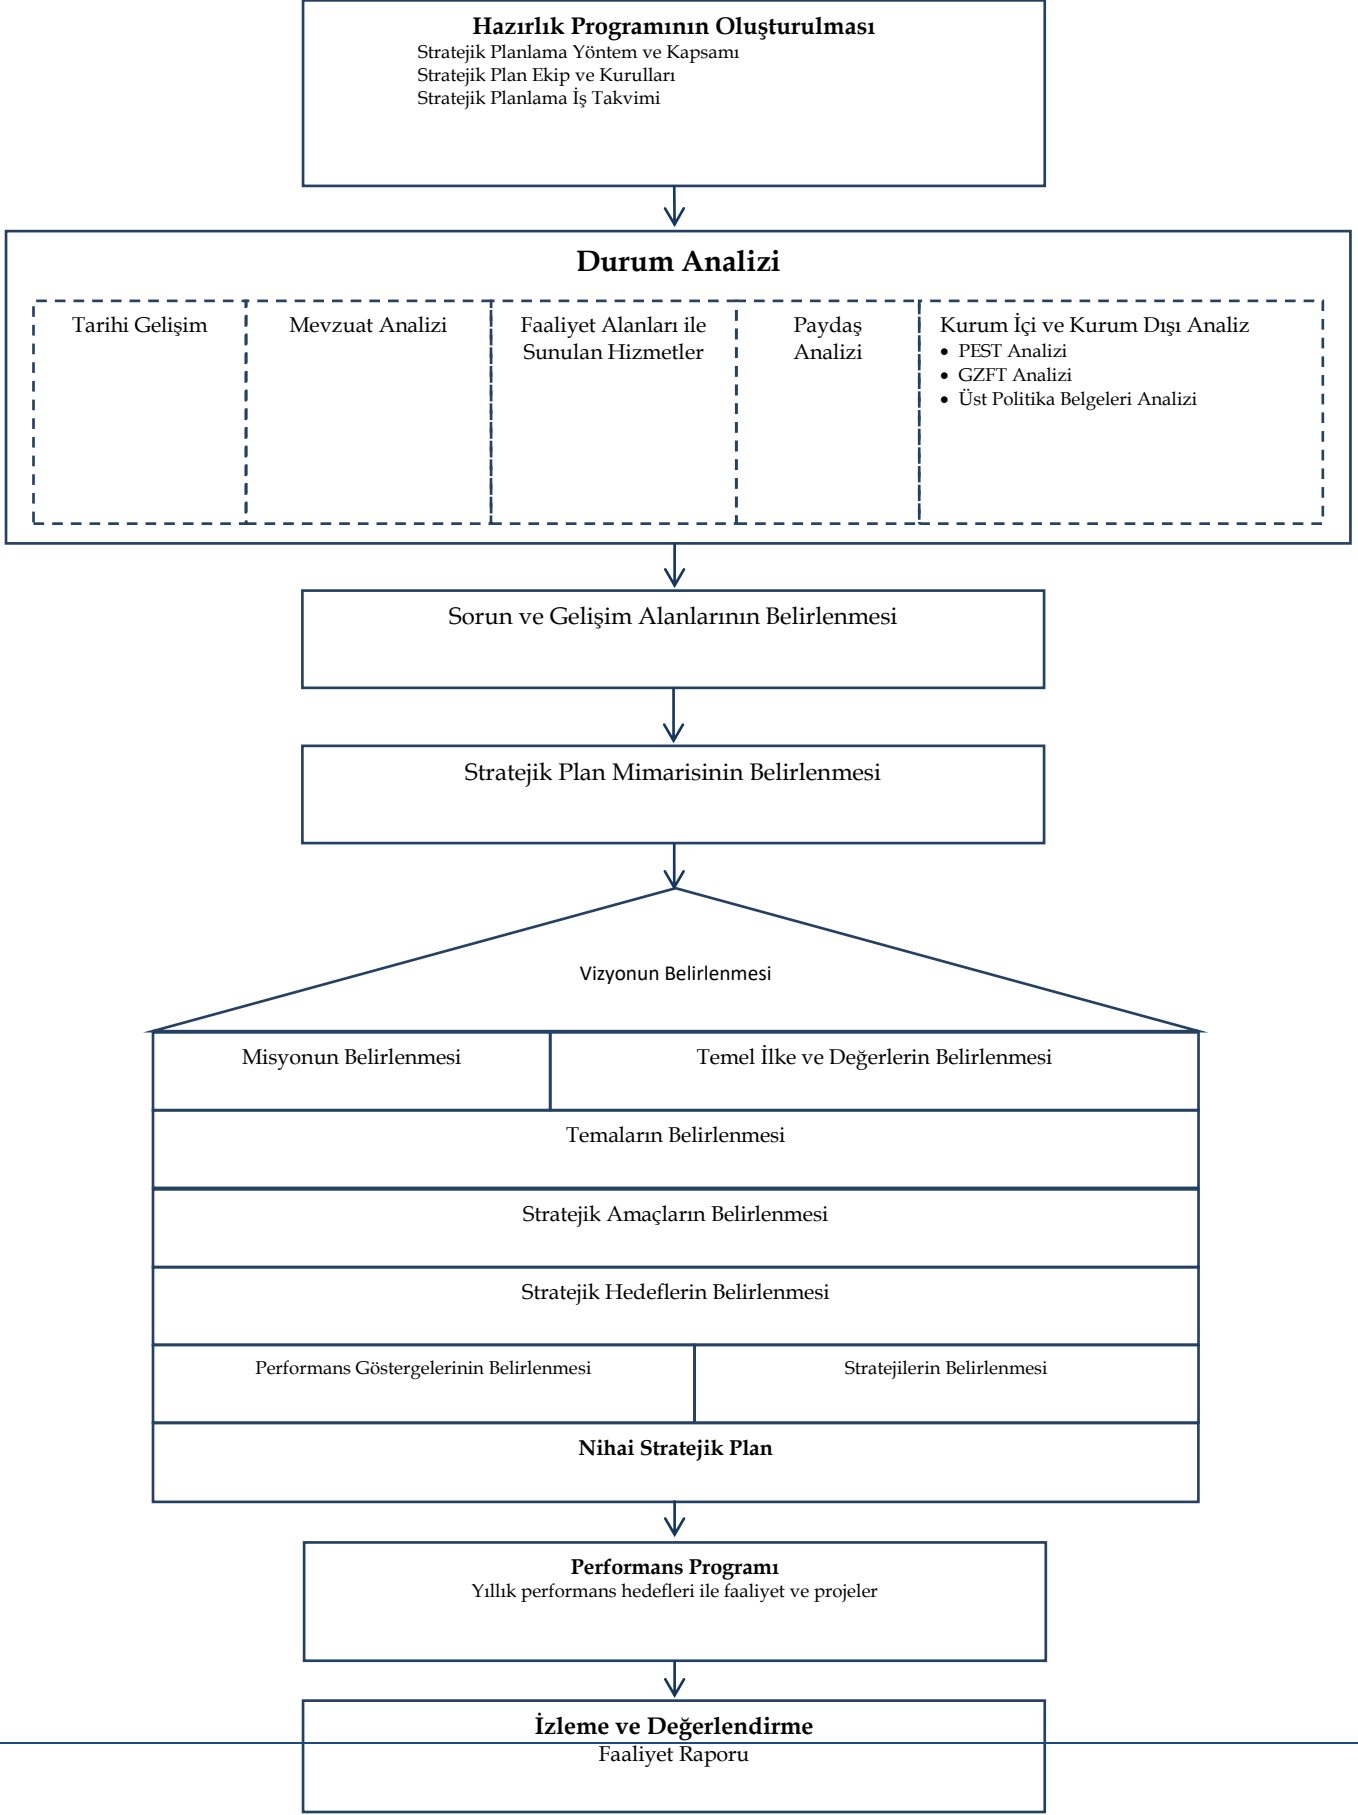 Hazırlık Programının Oluşturulması
Stratejik Planlama Yöntem ve Kapsamı
Stratejik Plan Ekip ve Kurulları
Stratejik Planlama İş Takvimi
Durum Analizi
Tarihi Gelişim
Mevzuat Analizi
Faaliyet Alanları ile
Sunulan Hizmetler
Paydaş
Analizi
Kurum İçi ve Kurum Dışı Analiz
• PEST Analizi
• GZFT Analizi
• Üst Politika Belgeleri Analizi
Sorun ve Gelişim Alanlarının Belirlenmesi
Stratejik Plan Mimarisinin Belirlenmesi
Vizyonun Belirlenmesi
Misyonun Belirlenmesi
Temel İlke ve Değerlerin Belirlenmesi
Temaların Belirlenmesi
Stratejik Amaçların Belirlenmesi
Stratejik Hedeflerin Belirlenmesi
Performans Göstergelerinin Belirlenmesi
Stratejilerin Belirlenmesi
Nihai Stratejik Plan
Performans Programı
Yıllık performans hedefleri ile faaliyet ve projeler
İzleme ve Değerlendirme
Faaliyet Raporu